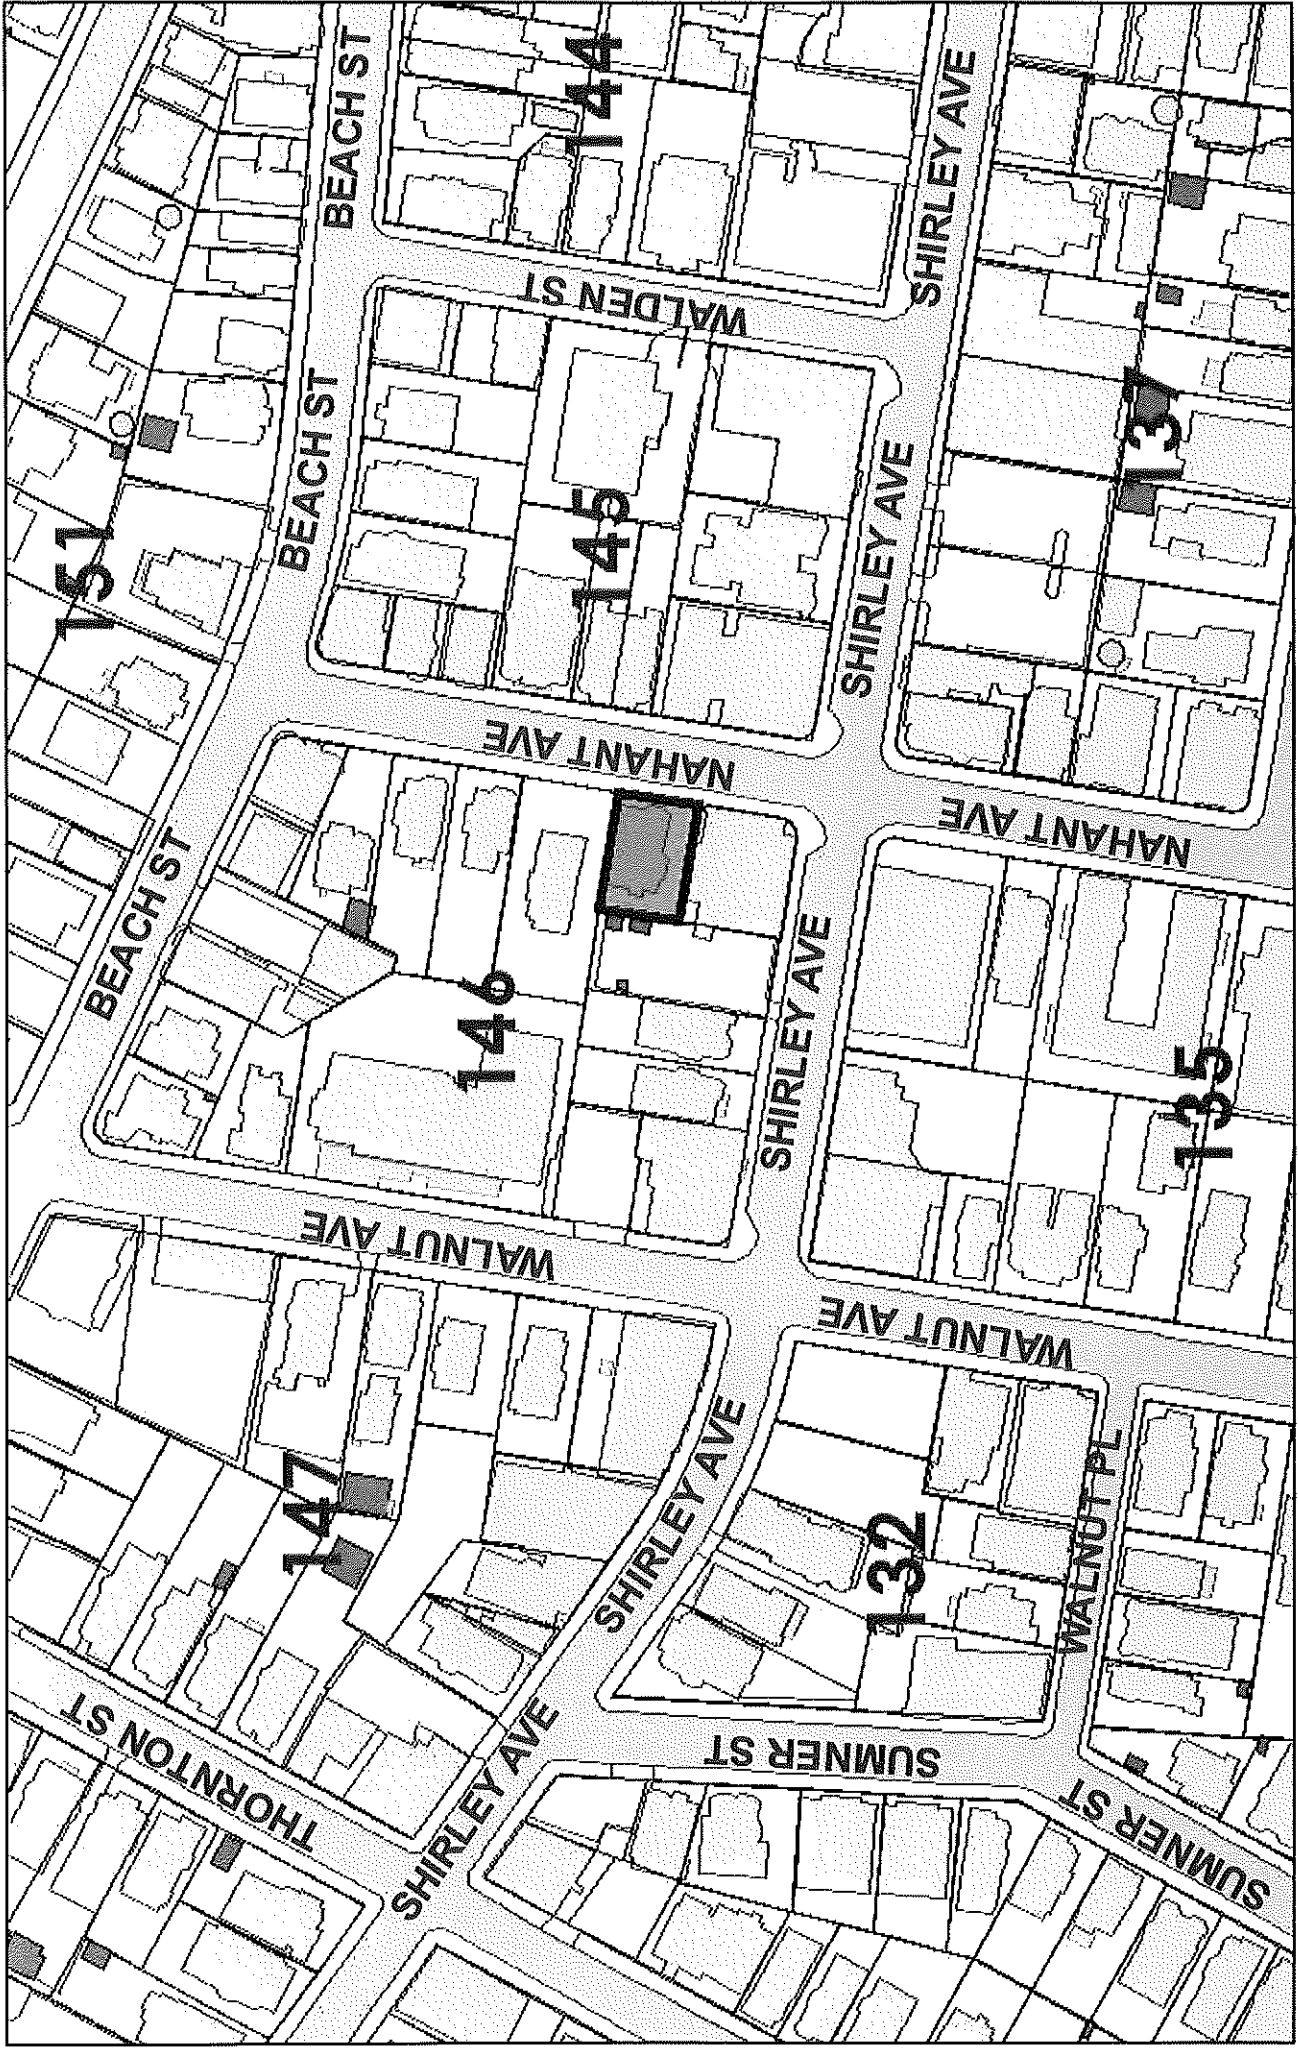 BEACH ST
144
SHIRLEY AVE
WALDEN ST
BEACH ST
137
151
145
SHIRLEY AVE
NAHANT AVE
NAHANT AVE
BEACH ST
146
SHIRLEY AVE
135
WALNUT AVE
WALNUT AVE
147
SHIRLEY AVE
132
WALNUT PL
THORNTON ST
SHIRLEY AVE
SUMNER ST
SUMNER ST